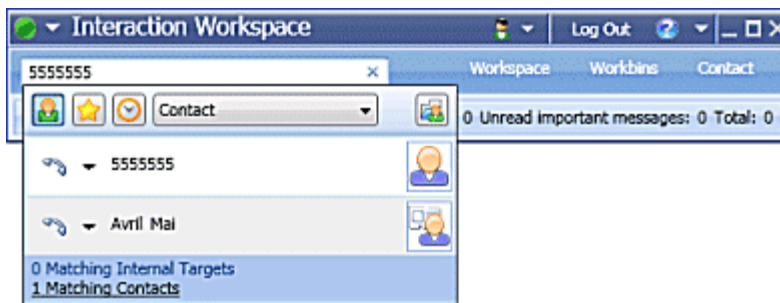 Interaction Workspace
Log Out
5555555
Workspace Workbins Contact
Contact
0 Unread important messages: 0 Total: 0
5555555
Avril Mai
0 Matching Internal Targets
1 Matching Contacts